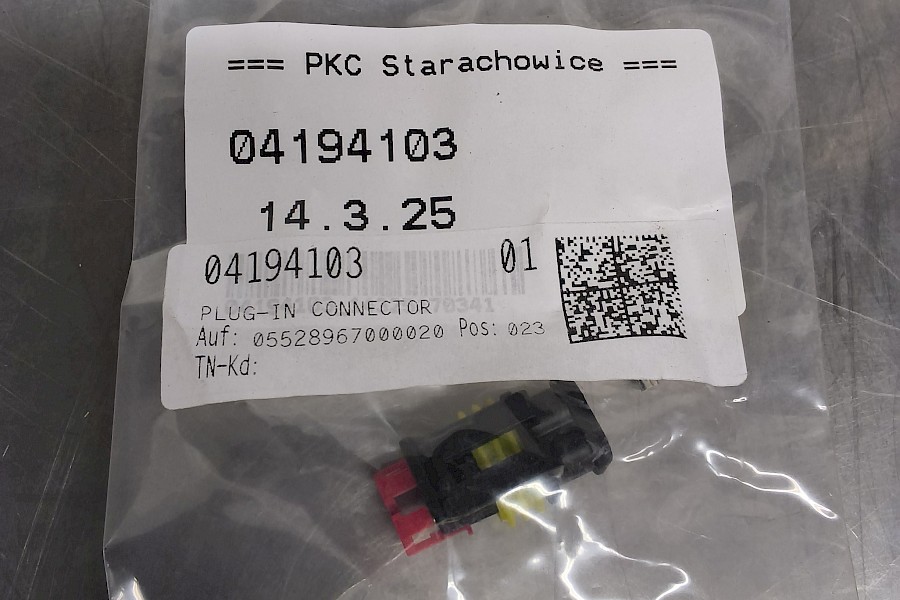 === PKC Starachowice ===
04194103
14.3.25
04194103 01
PLUG-IN CONNECTOR
Auf: 05528967000020 Pos: 023
TN-Kd: